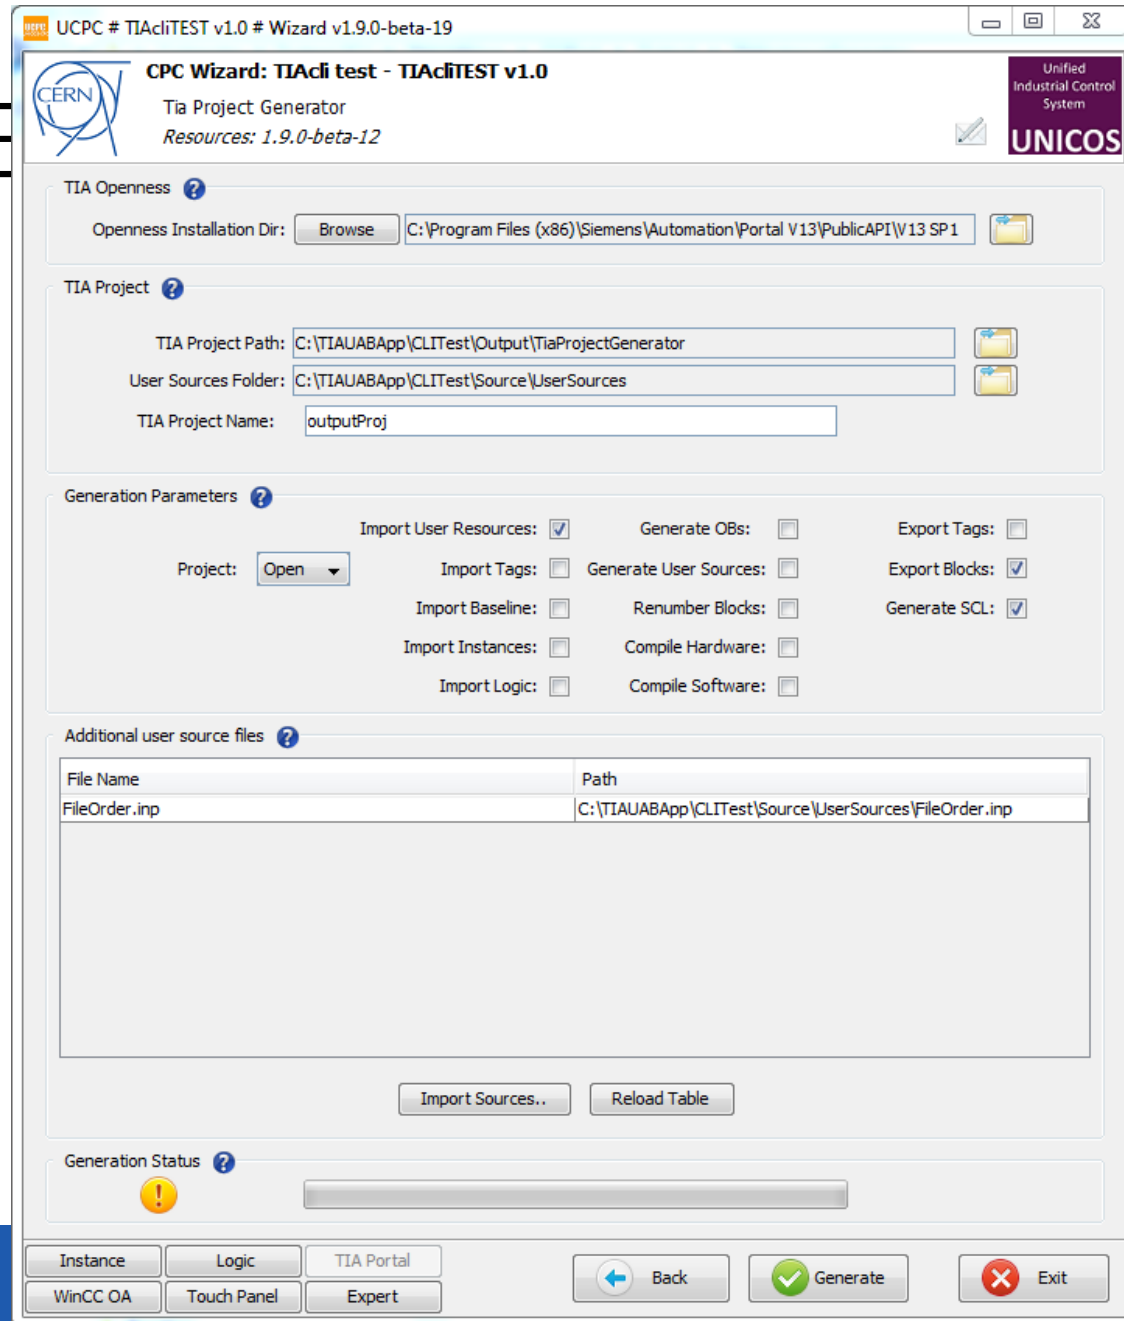 UCPC # TIAcliTEST v1.0 # Wizard v1.9.0-beta-19
CERN
CPC Wizard: TIAcli test - TIAcliTEST v1.0
Tia Project Generator
Resources: 1.9.0-beta-12
Unified
Industrial Control
System
UNICOS
TIA Openness
Openness Installation Dir: Browse C:\Program Files (x86)\Siemens\Automation\Portal V13\PublicAPI\V13 SP1
TIA Project
TIA Project Path: C:\TIAUABApp\CLITest\Output\TiaProjectGenerator
User Sources Folder: C:\TIAUABApp\CLITest\Source\UserSources
TIA Project Name: outputProj
Generation Parameters
Import User Resources: Generate OBs: Export Tags:
Project: Open Import Tags: Generate User Sources: Export Blocks:
Import Baseline: Renumber Blocks: Generate SCL:
Import Instances: Compile Hardware:
Import Logic: Compile Software:
Additional user source files
File Name Path
FileOrder.inp C:\TIAUABApp\CLITest\Source\UserSources\FileOrder.inp
Import Sources.. Reload Table
Generation Status
Instance Logic TIA Portal Back Generate Exit
WinCC OA Touch Panel Expert